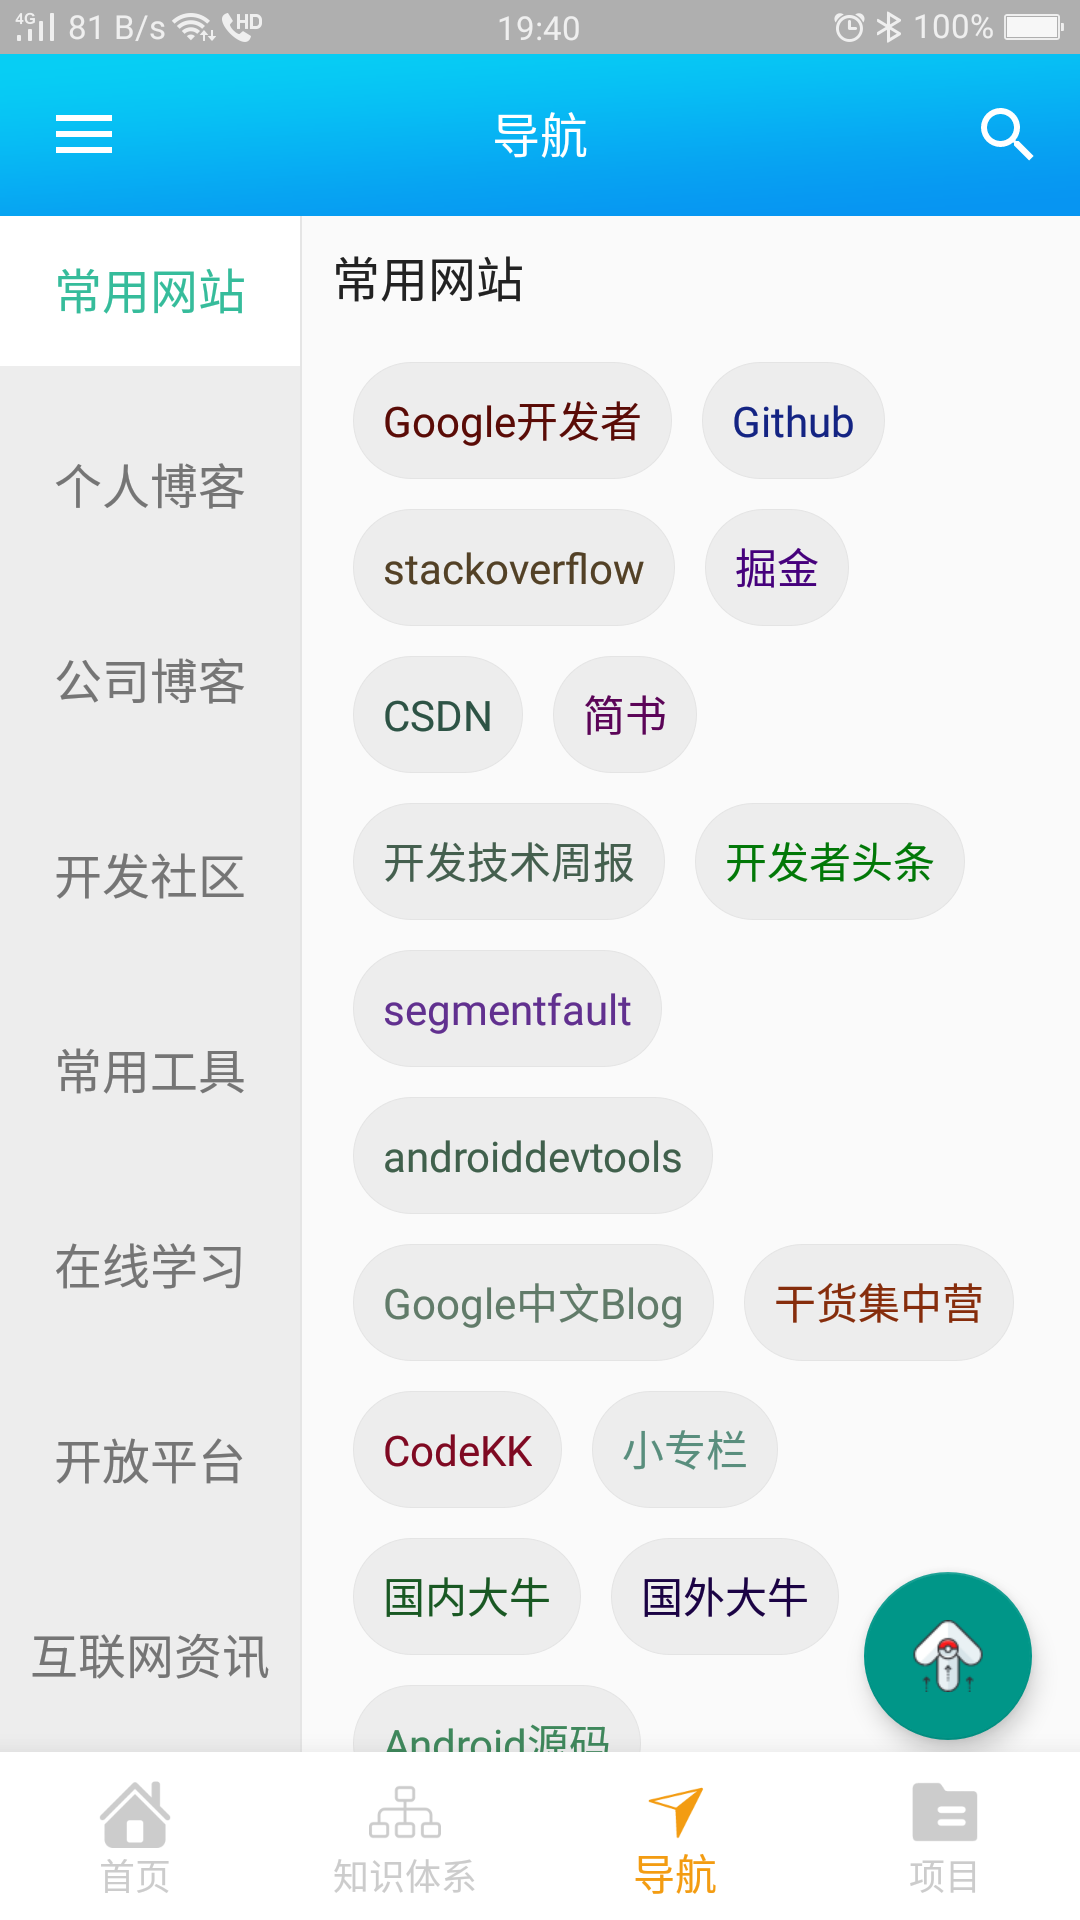 4G 81 B/s HD 19:40 100%
导航
常用网站
个人博客
公司博客
开发社区
常用工具
在线学习
开放平台
互联网资讯
常用网站
Google开发者 Github
stackoverflow 掘金
CSDN 简书
开发技术周报 开发者头条
segmentfault
androiddevtools
Google中文Blog 干货集中营
CodeKK 小专栏
国内大牛 国外大牛
Android源码
首页 知识体系 导航 项目